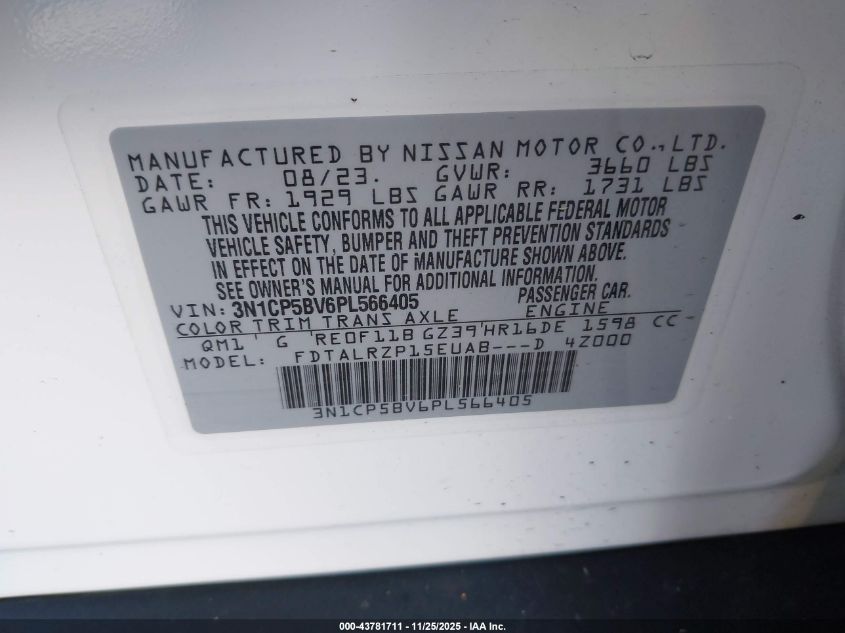 MANUFACTURED BY NISSAN MOTOR CO.,LTD.
DATE: 08/23. GVWR: 3660 LBS
GAWR FR: 1929 LBS GAWR RR: 1731 LBS
THIS VEHICLE CONFORMS TO ALL APPLICABLE FEDERAL MOTOR
VEHICLE SAFETY, BUMPER AND THEFT PREVENTION STANDARDS
IN EFFECT ON THE DATE OF MANUFACTURE SHOWN ABOVE.
SEE OWNER'S MANUAL FOR ADDITIONAL INFORMATION.
VIN: 3N1CP5BV6PL566405 PASSENGER CAR.
COLOR TRIM TRANS AXLE ENGINE
QM1 G RE0F11B GZ39 HR16DE 1598 CC
MODEL: FDTALRZP15EUAB---D 4Z000
3N1CP5BV6PL566405
000-43781711 - 11/25/2025 - IAA Inc.